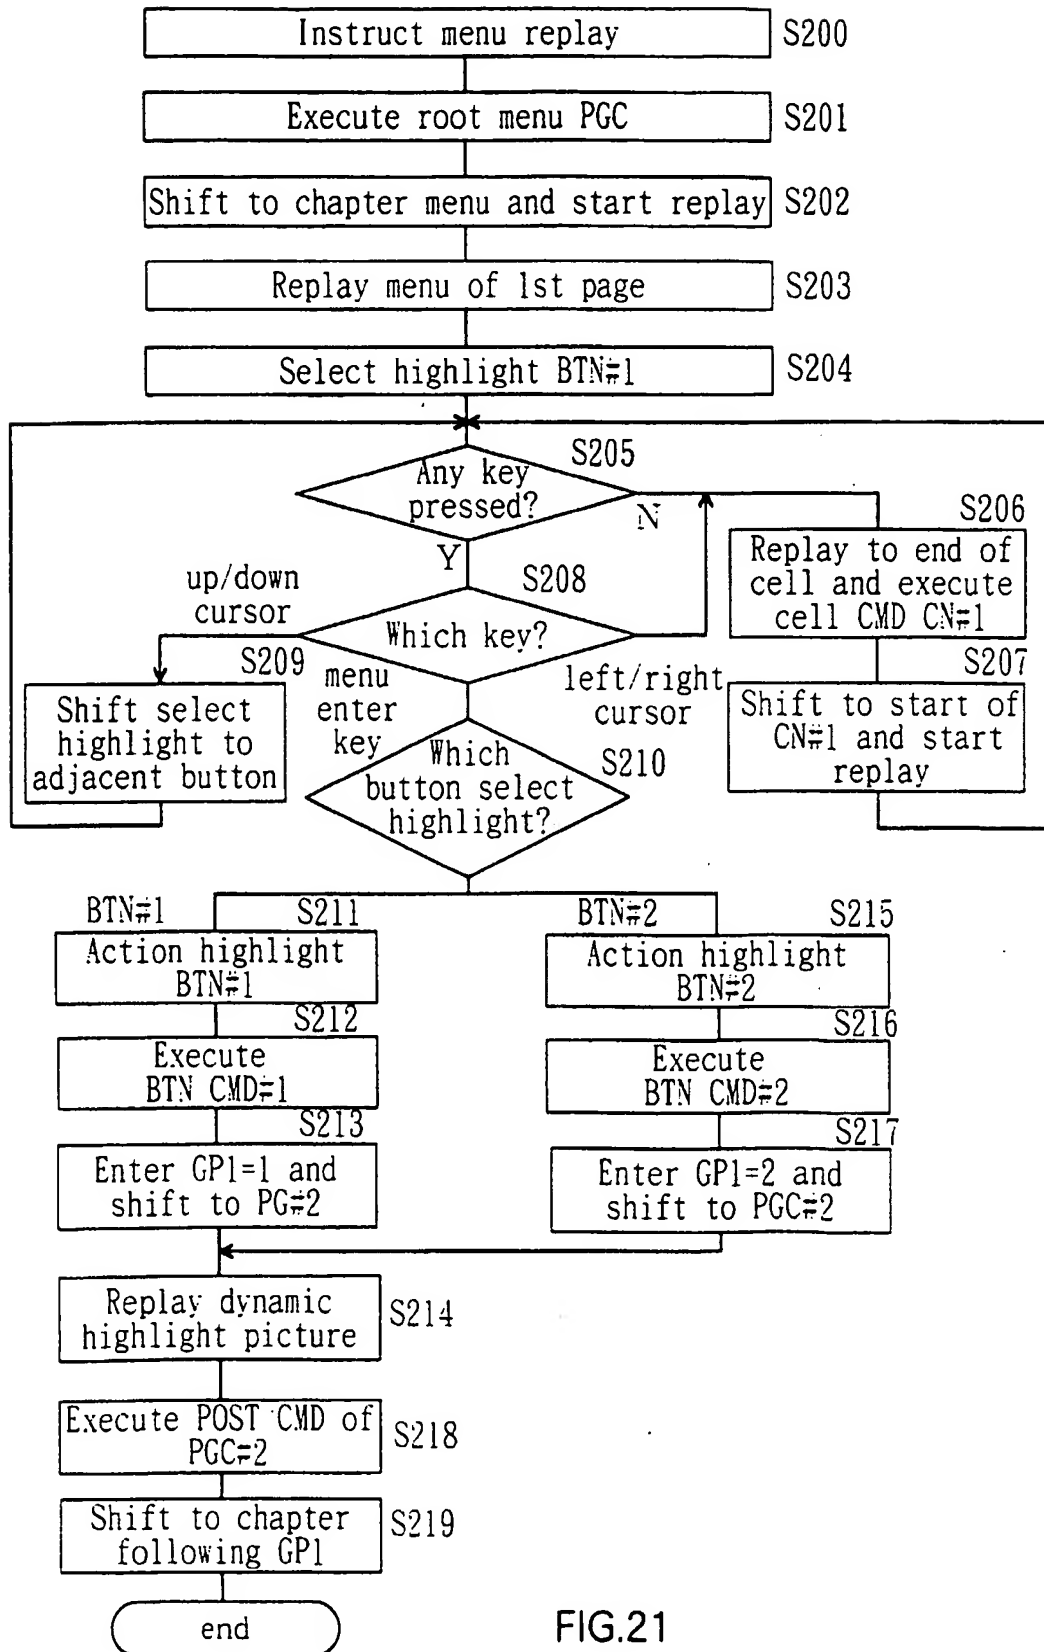 Instruct menu replay
S200
Execute root menu PGC
S201
Shift to chapter menu and start replay
S202
Replay menu of 1st page
S203
Select highlight BTN#1
S204
S205
Any key
pressed?
N
Y
S206
Replay to end of
cell and execute
cell CMD CN#1
S207
Shift to start of
CN#1 and start
replay
S208
Which key?
up/down
cursor
S209
Shift select
highlight to
adjacent button
menu
enter
key
left/right
cursor
S210
Which
button select
highlight?
BTN#1
S211
Action highlight
BTN#1
S212
Execute
BTN CMD#1
S213
Enter GP1=1 and
shift to PG#2
BTN#2
S215
Action highlight
BTN#2
S216
Execute
BTN CMD#2
S217
Enter GP1=2 and
shift to PGC#2
Replay dynamic
highlight picture
S214
Execute POST CMD of
PGC#2
S218
Shift to chapter
following GP1
S219
end
FIG.21